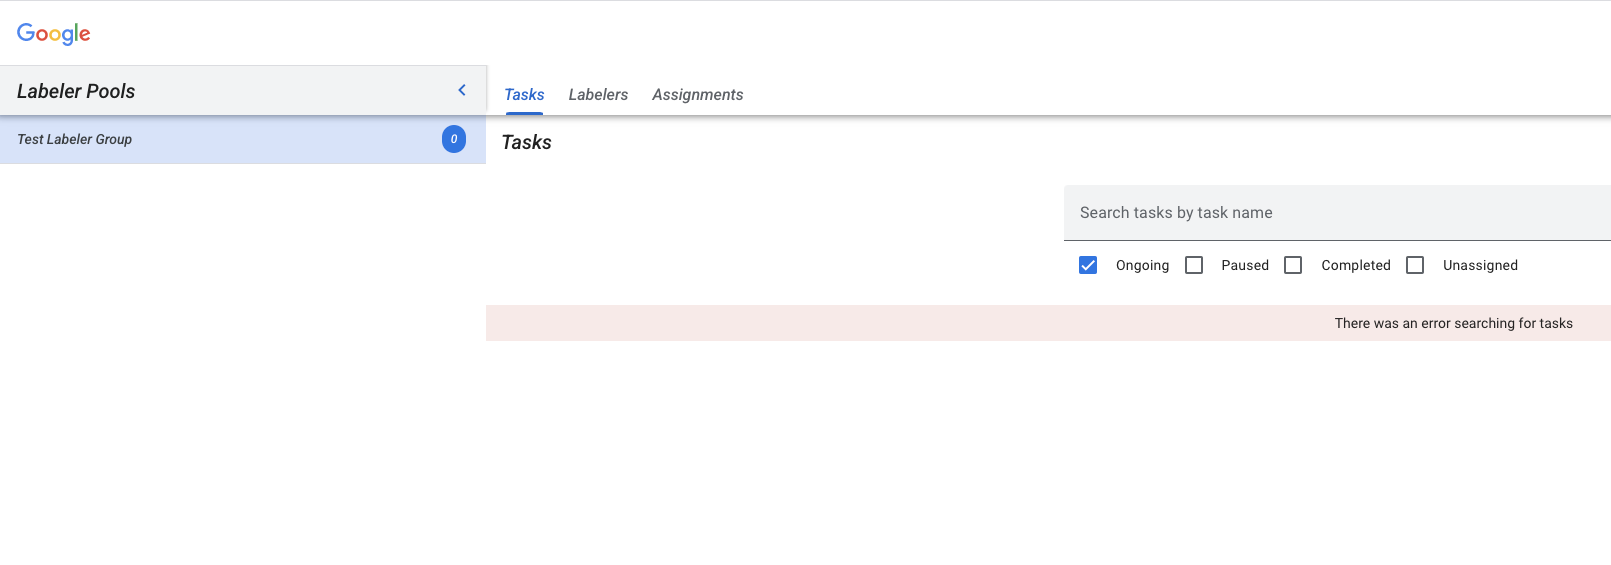 Google
Labeler Pools
Test Labeler Group 0
Tasks Labelers Assignments
Tasks
Search tasks by task name
Ongoing Paused Completed Unassigned
There was an error searching for tasks